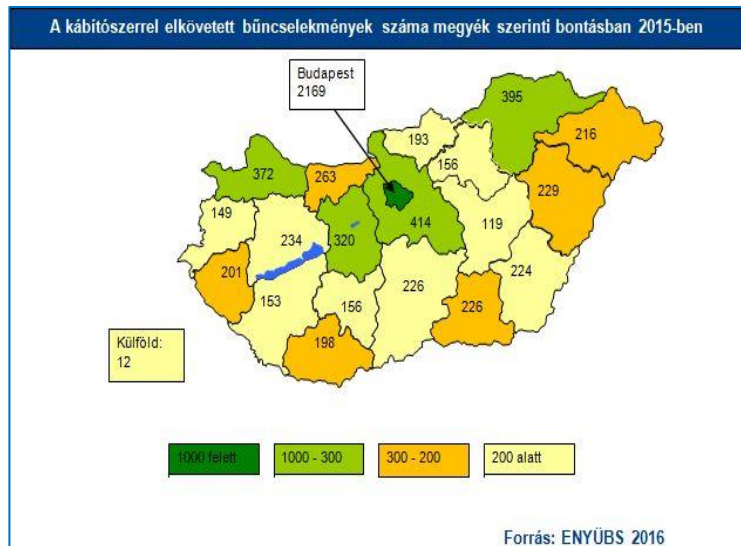 A kábítószerrel elkövetett bűncselekmények száma megyék szerinti bontásban 2015-ben
Budapest
2169
395
193
216
156
263
372
229
149
414
119
234
320
201
224
153
156
226
226
198
Külföld:
12
1000 felett
1000 - 300
300 - 200
200 alatt
Forrás: ENYÜBS 2016